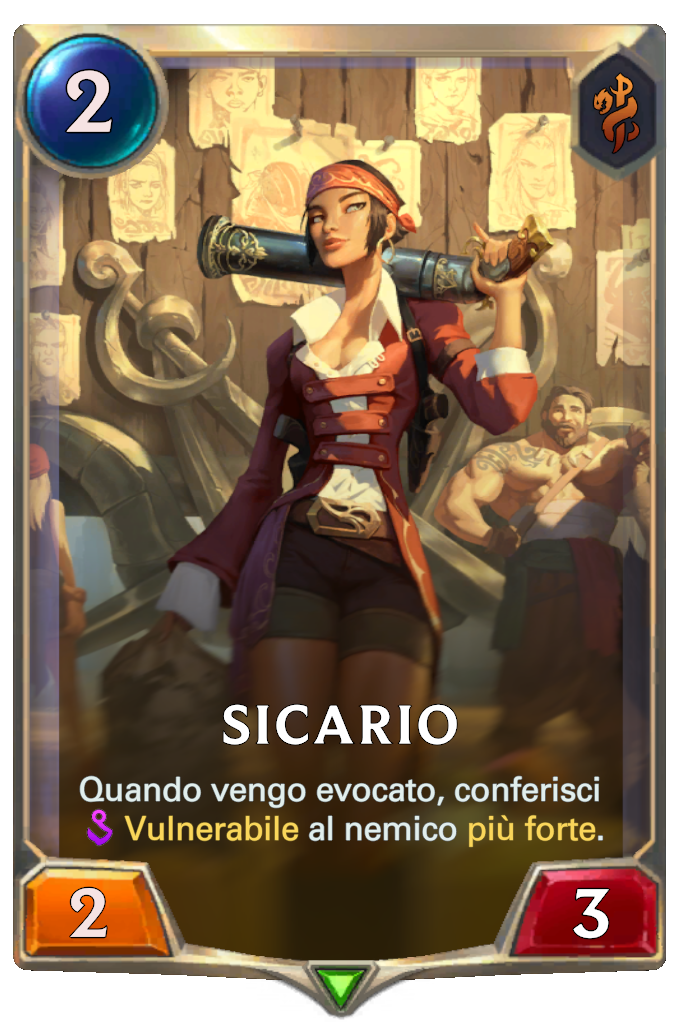 2
SICARIO
Quando vengo evocato, conferisci
Vulnerabile al nemico più forte.
2
3